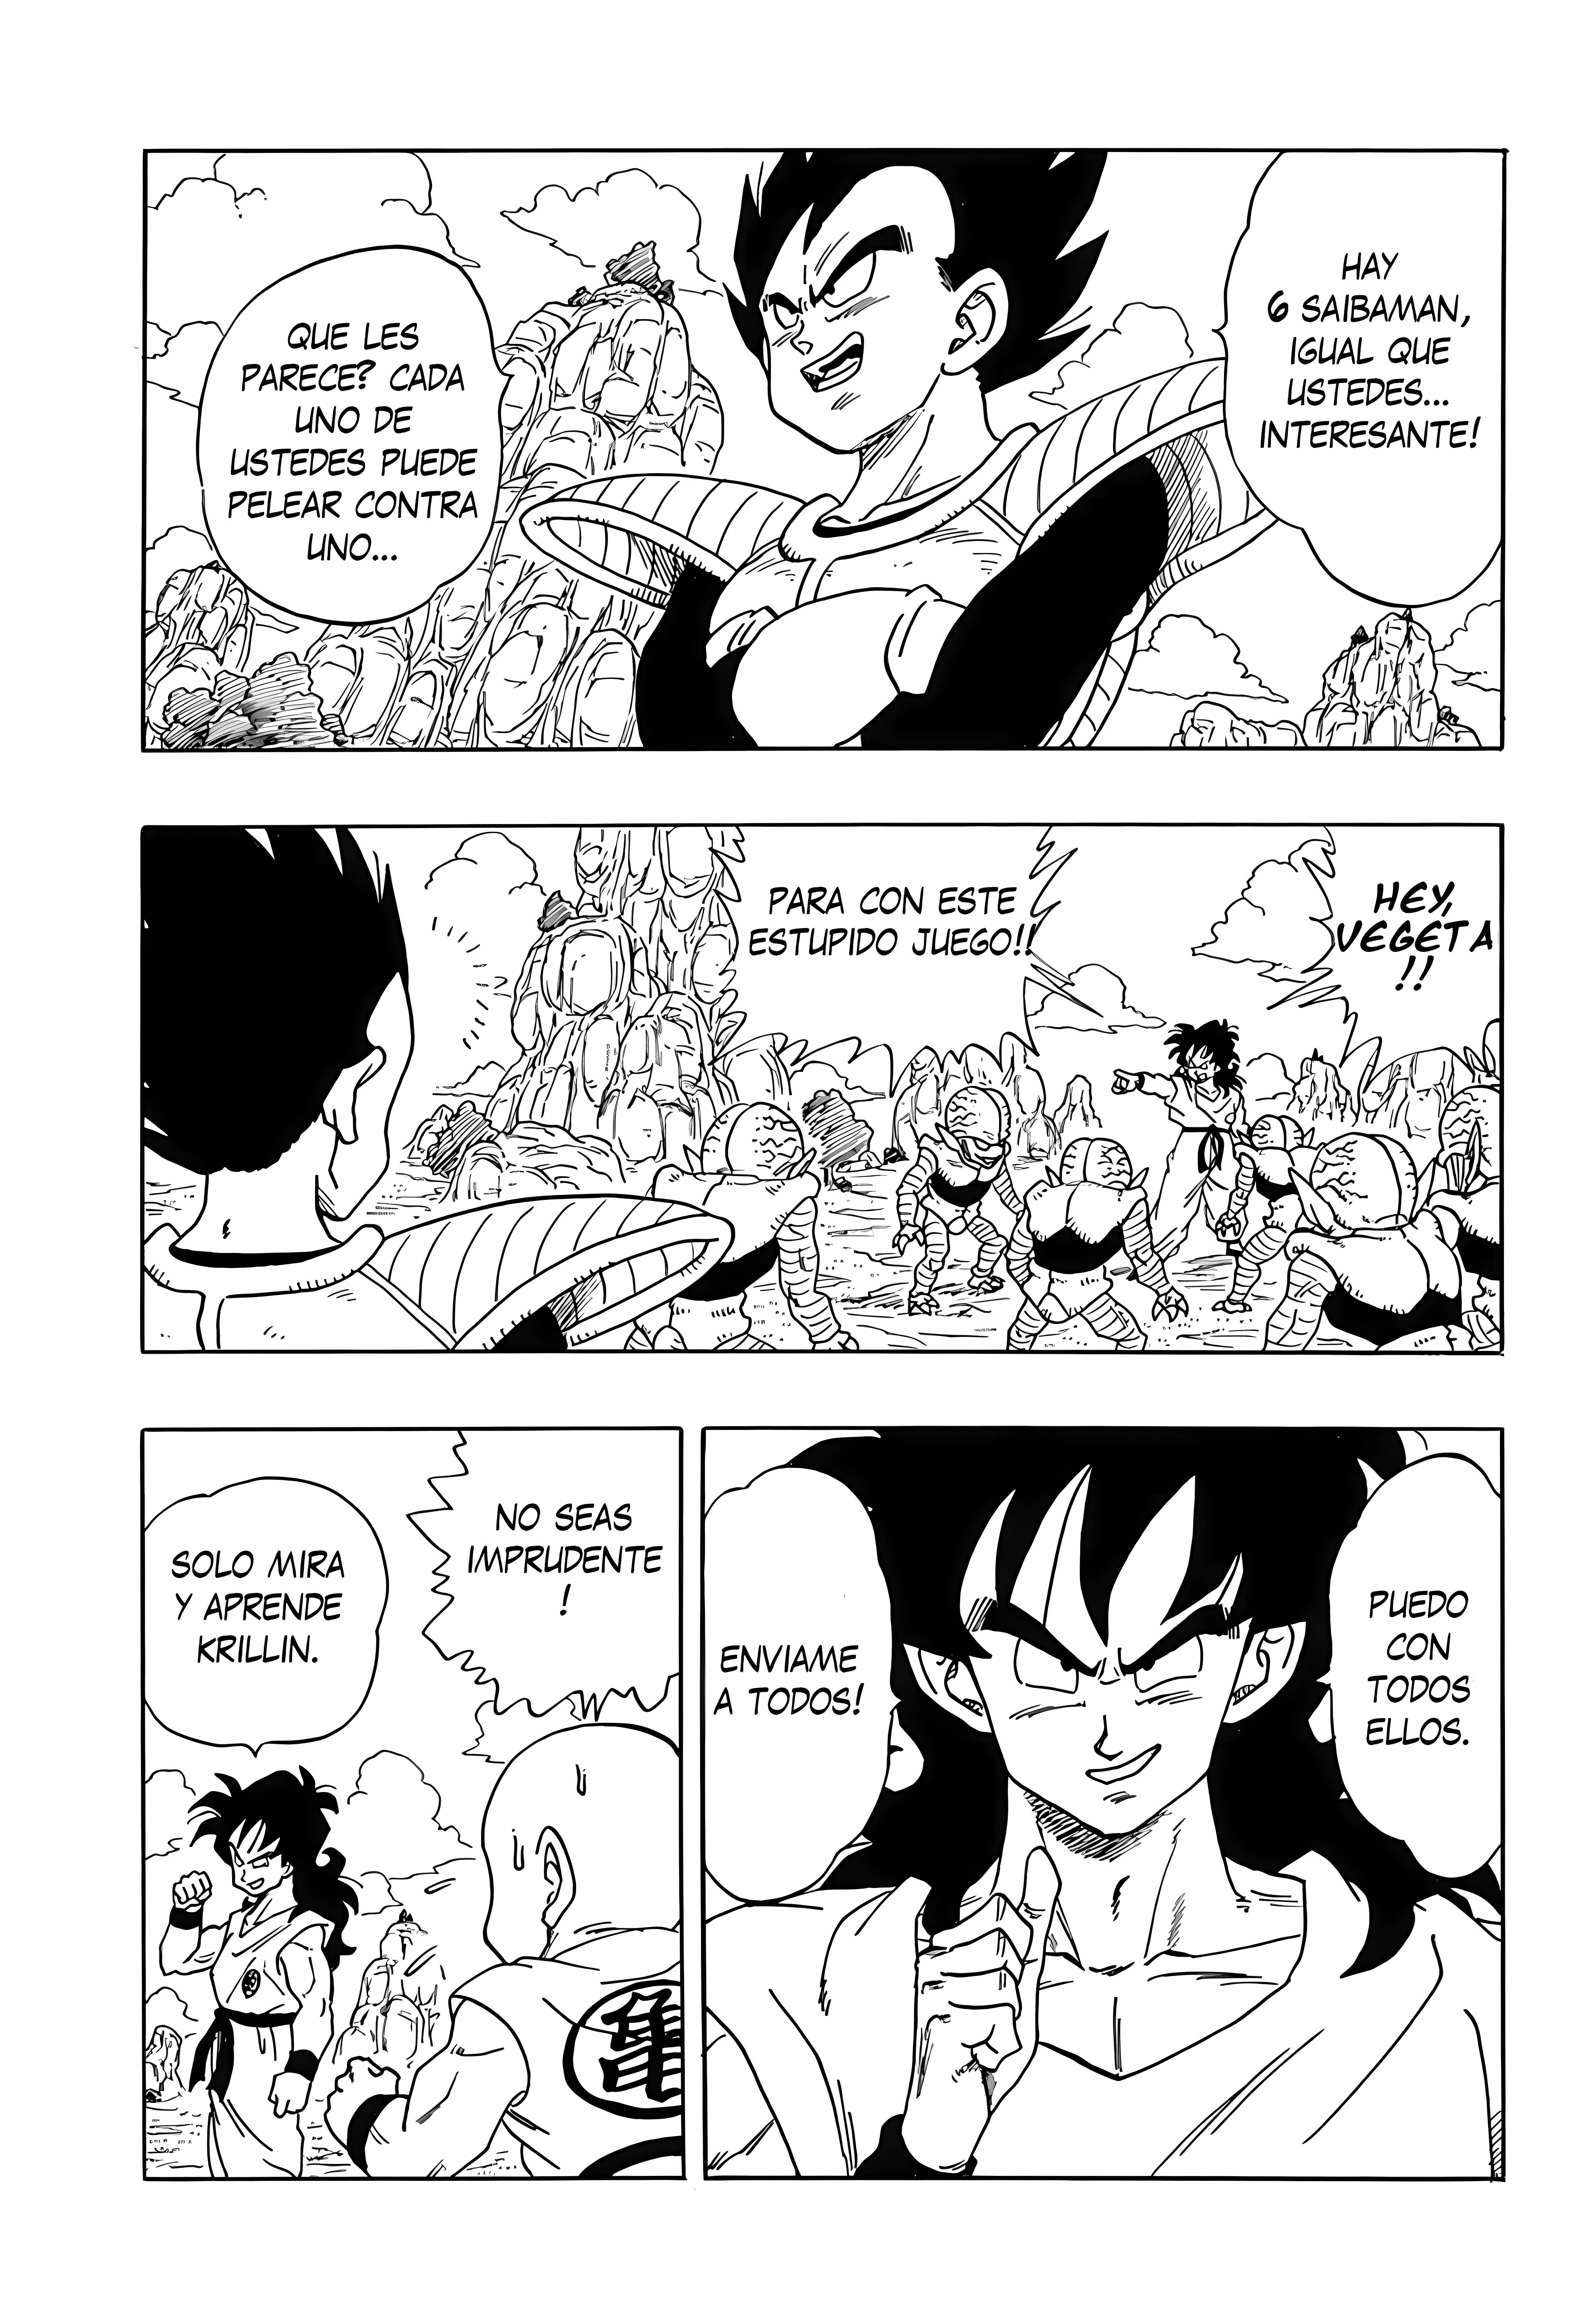 HAY
6 SAIBAMAN,
IGUAL QUE
USTEDES...
INTERESANTE!
QUE LES
PARECE? CADA
UNO DE
USTEDES PUEDE
PELEAR CONTRA
UNO...
HEY,
VEGETA
!!
PARA CON ESTE
ESTUPIDO JUEGO!!
PUEDO
CON
TODOS
ELLOS.
ENVIAME
A TODOS!
NO SEAS
IMPRUDENTE
!
SOLO MIRA
Y APRENDE
KRILLIN.
亀